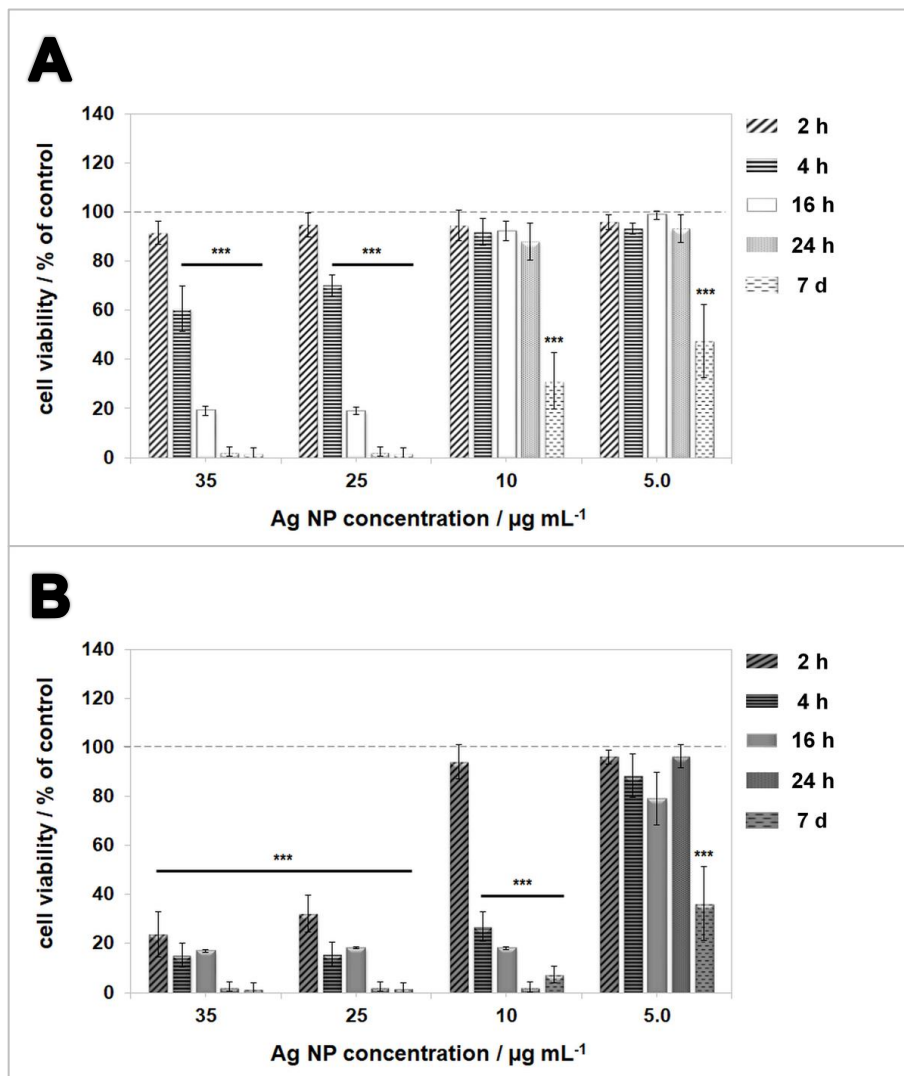 A
140
120
100
80
60
40
20
0
cell viability / % of control
*** *** *** ***
35 25 10 5.0
Ag NP concentration / µg mL⁻¹
2 h
4 h
16 h
24 h
7 d
B
140
120
100
80
60
40
20
0
cell viability / % of control
*** *** ***
35 25 10 5.0
Ag NP concentration / µg mL⁻¹
2 h
4 h
16 h
24 h
7 d